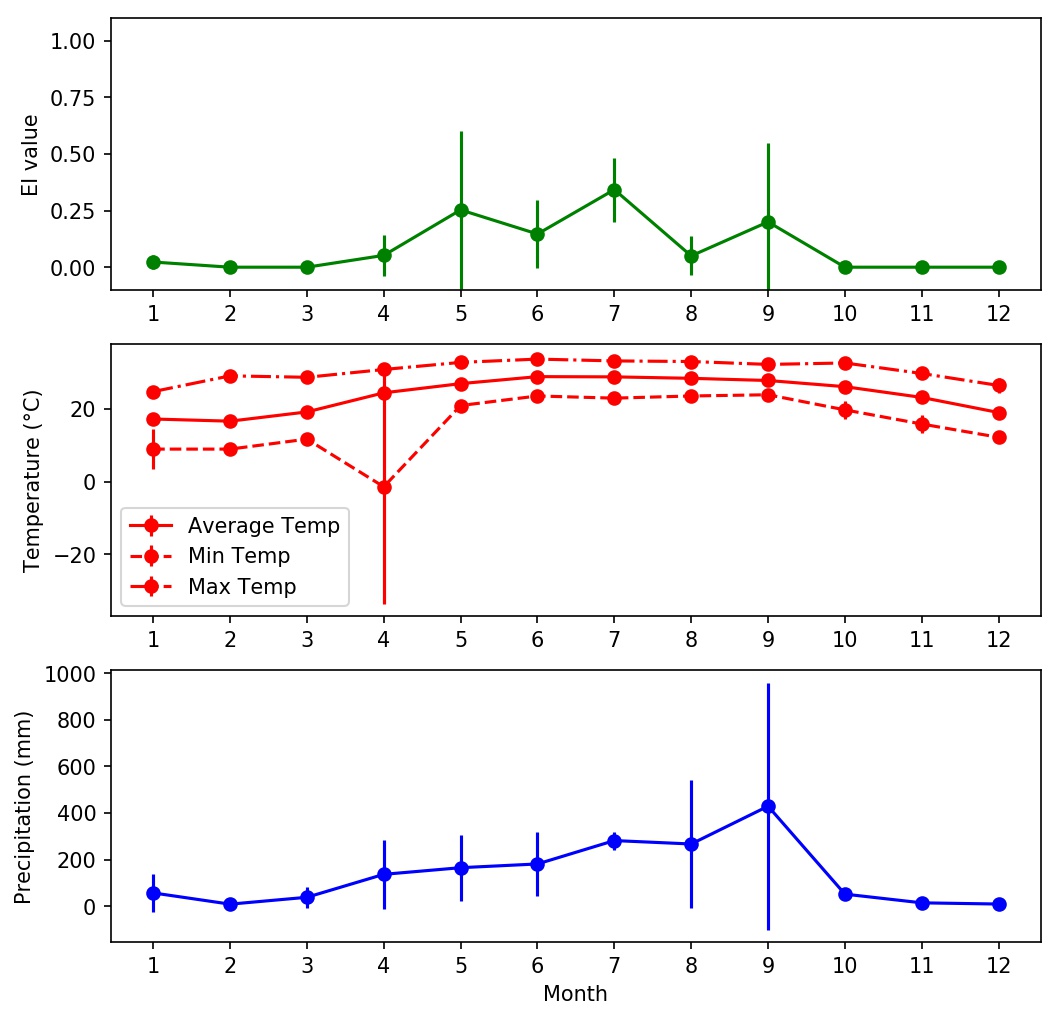 EI value
1.00
0.75
0.50
0.25
0.00
1 2 3 4 5 6 7 8 9 10 11 12
Temperature (°C)
20
0
−20
Average Temp
Min Temp
Max Temp
1 2 3 4 5 6 7 8 9 10 11 12
Precipitation (mm)
1000
800
600
400
200
0
1 2 3 4 5 6 7 8 9 10 11 12
Month